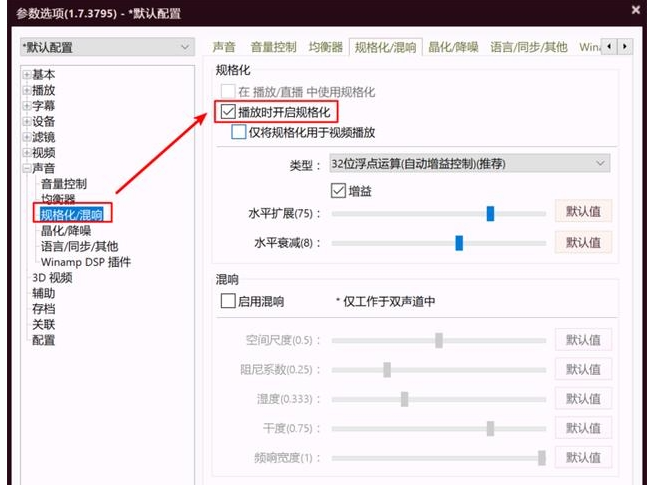 参数选项(1.7.3795) - *默认配置
*默认配置
声音 音量控制 均衡器 规格化/混响 晶化/降噪 语言/同步/其他 Wina
基本
播放
字幕
设备
滤镜
视频
声音
音量控制
均衡器
规格化/混响
晶化/降噪
语言/同步/其他
Winamp DSP 插件
3D 视频
辅助
存档
关联
配置
规格化
在 播放/直播 中使用规格化
播放时开启规格化
仅将规格化用于视频播放
类型： 32位浮点运算(自动增益控制)(推荐)
增益
水平扩展(75)： 默认值
水平衰减(8)： 默认值
混响
启用混响 * 仅工作于双声道中
空间尺度(0.5)： 默认值
阻尼系数(0.25)： 默认值
湿度(0.333)： 默认值
干度(0.75)： 默认值
频响宽度(1)： 默认值